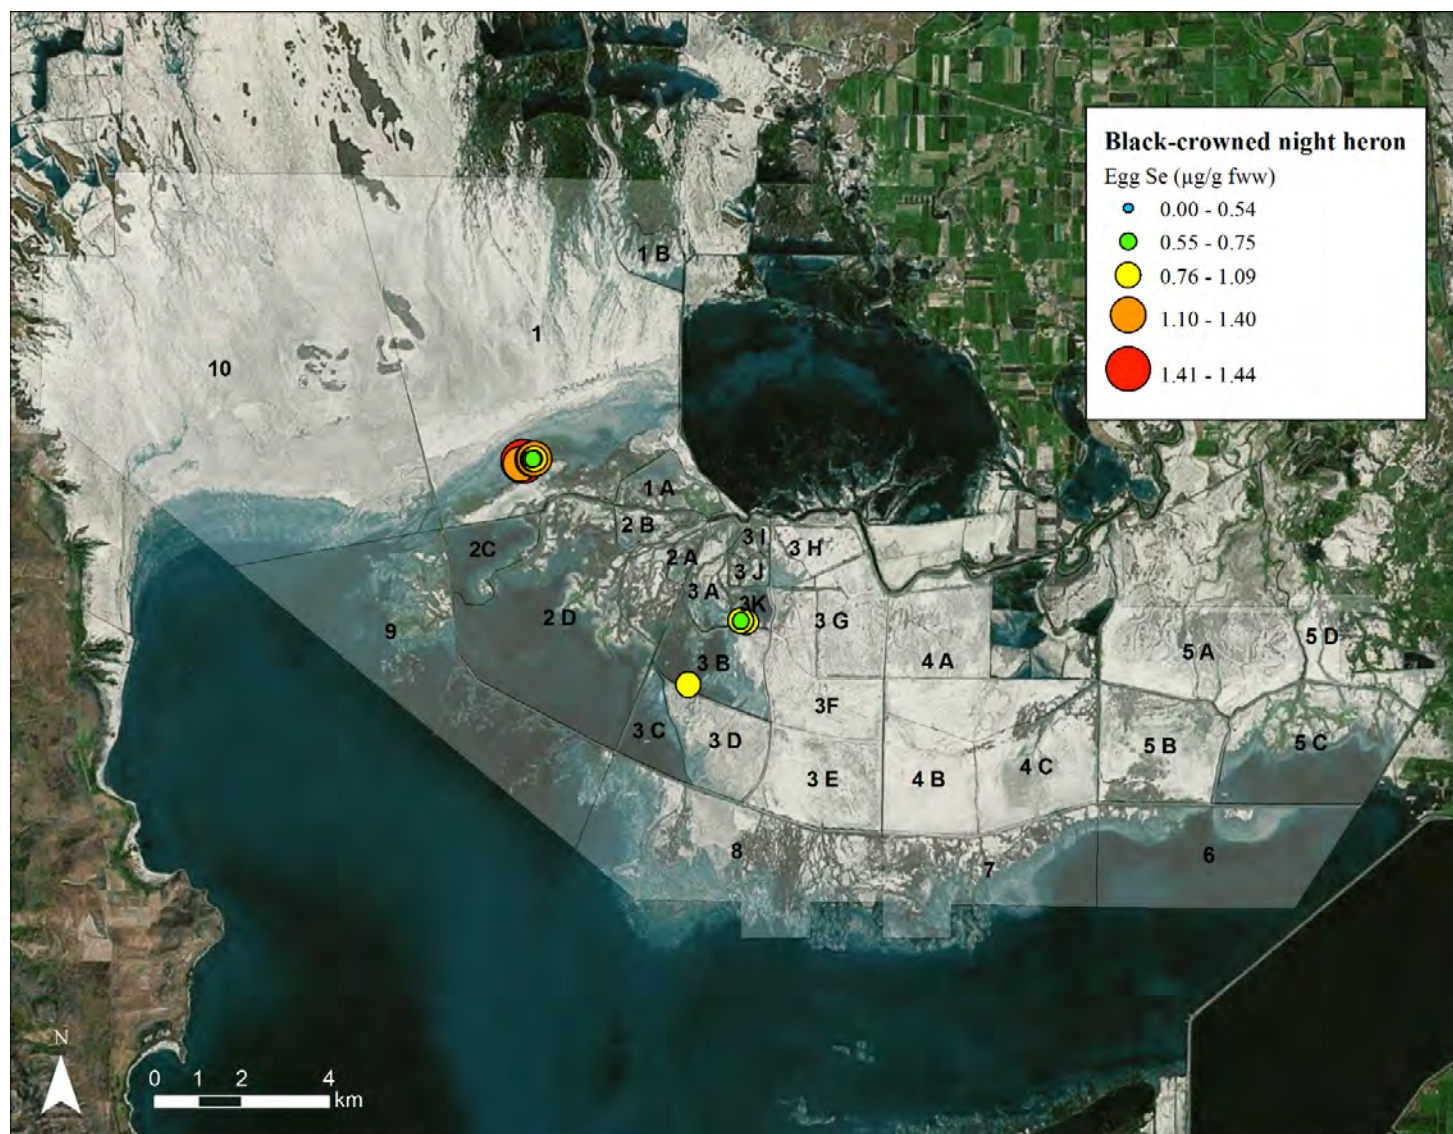 Black-crowned night heron
Egg Se (µg/g fww)
0.00 - 0.54
0.55 - 0.75
0.76 - 1.09
1.10 - 1.40
1.41 - 1.44
1 B
1
10
1 A
2 B
3 I
3 H
2C
2 A
3 J
3 A
3K
2 D
3 G
9
5 D
5 A
3 B
4 A
3F
3 C
3 D
5 B
5 C
3 E
4 B
4 C
8
7
6
N
0 1 2 4
km